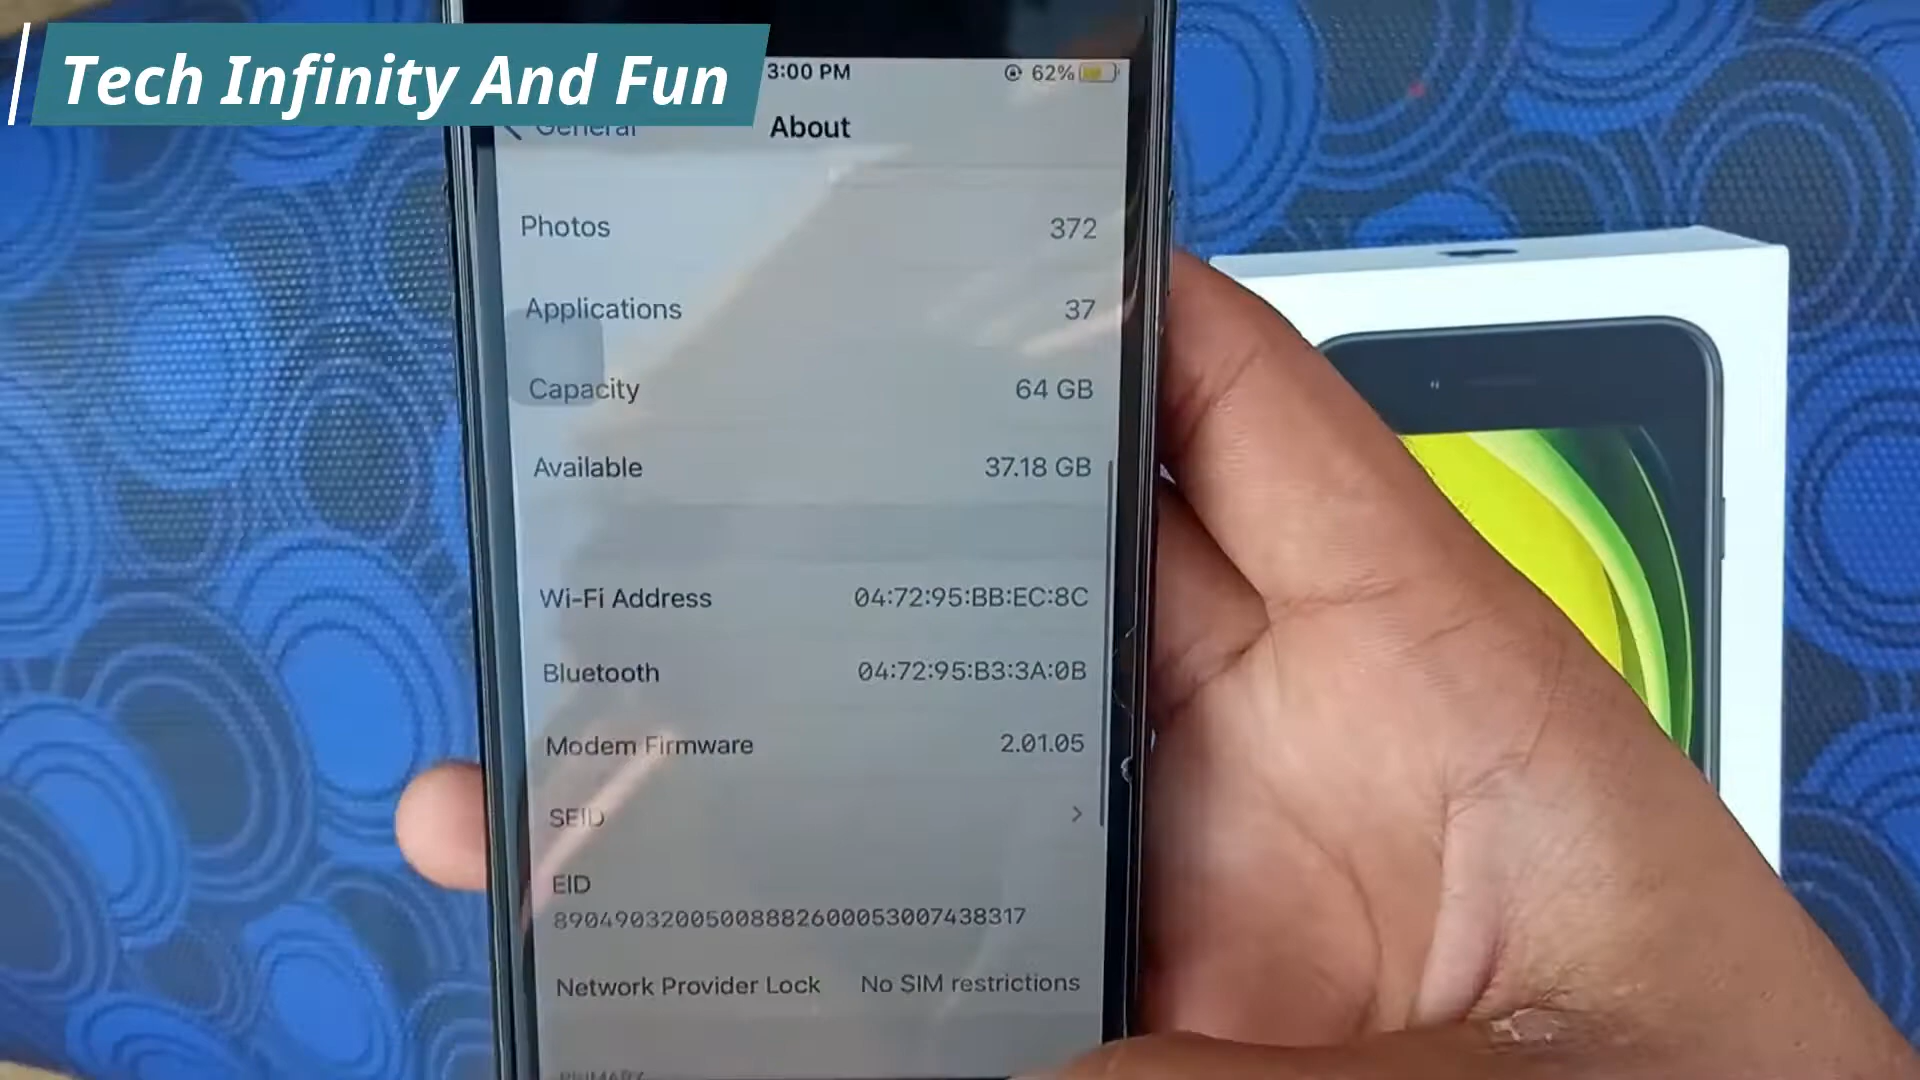 Tech Infinity And Fun
3:00 PM 62%
General About
Photos 372
Applications 37
Capacity 64 GB
Available 37.18 GB
Wi-Fi Address 04:72:95:BB:EC:8C
Bluetooth 04:72:95:B3:3A:0B
Modem Firmware 2.01.05
SEID
EID
89049032005008882600053007438317
Network Provider Lock No SIM restrictions
PRIMARY